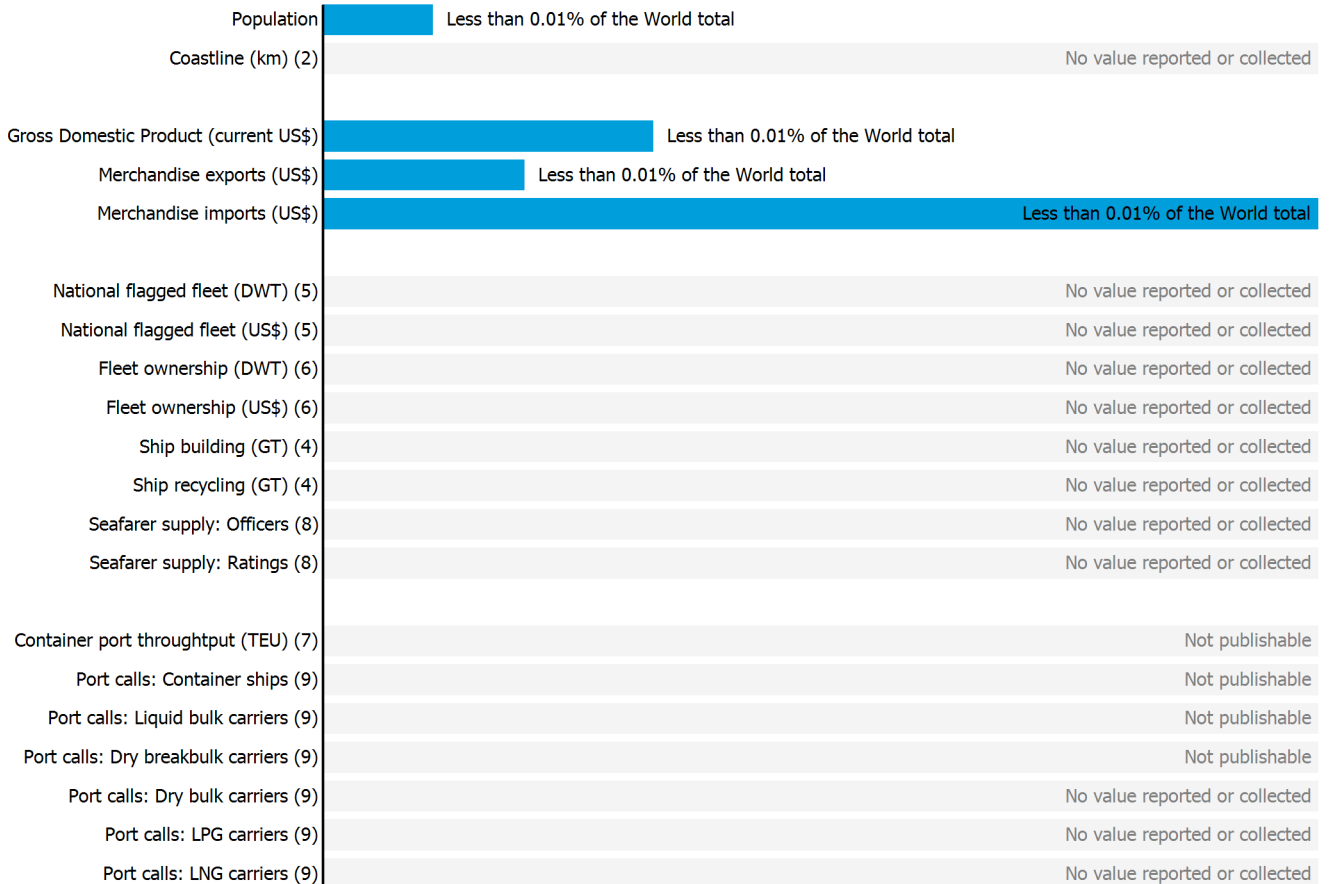 Population Less than 0.01% of the World total
Coastline (km) (2) No value reported or collected
Gross Domestic Product (current US$) Less than 0.01% of the World total
Merchandise exports (US$) Less than 0.01% of the World total
Merchandise imports (US$) Less than 0.01% of the World total
National flagged fleet (DWT) (5) No value reported or collected
National flagged fleet (US$) (5) No value reported or collected
Fleet ownership (DWT) (6) No value reported or collected
Fleet ownership (US$) (6) No value reported or collected
Ship building (GT) (4) No value reported or collected
Ship recycling (GT) (4) No value reported or collected
Seafarer supply: Officers (8) No value reported or collected
Seafarer supply: Ratings (8) No value reported or collected
Container port throughtput (TEU) (7) Not publishable
Port calls: Container ships (9) Not publishable
Port calls: Liquid bulk carriers (9) Not publishable
Port calls: Dry breakbulk carriers (9) Not publishable
Port calls: Dry bulk carriers (9) No value reported or collected
Port calls: LPG carriers (9) No value reported or collected
Port calls: LNG carriers (9) No value reported or collected